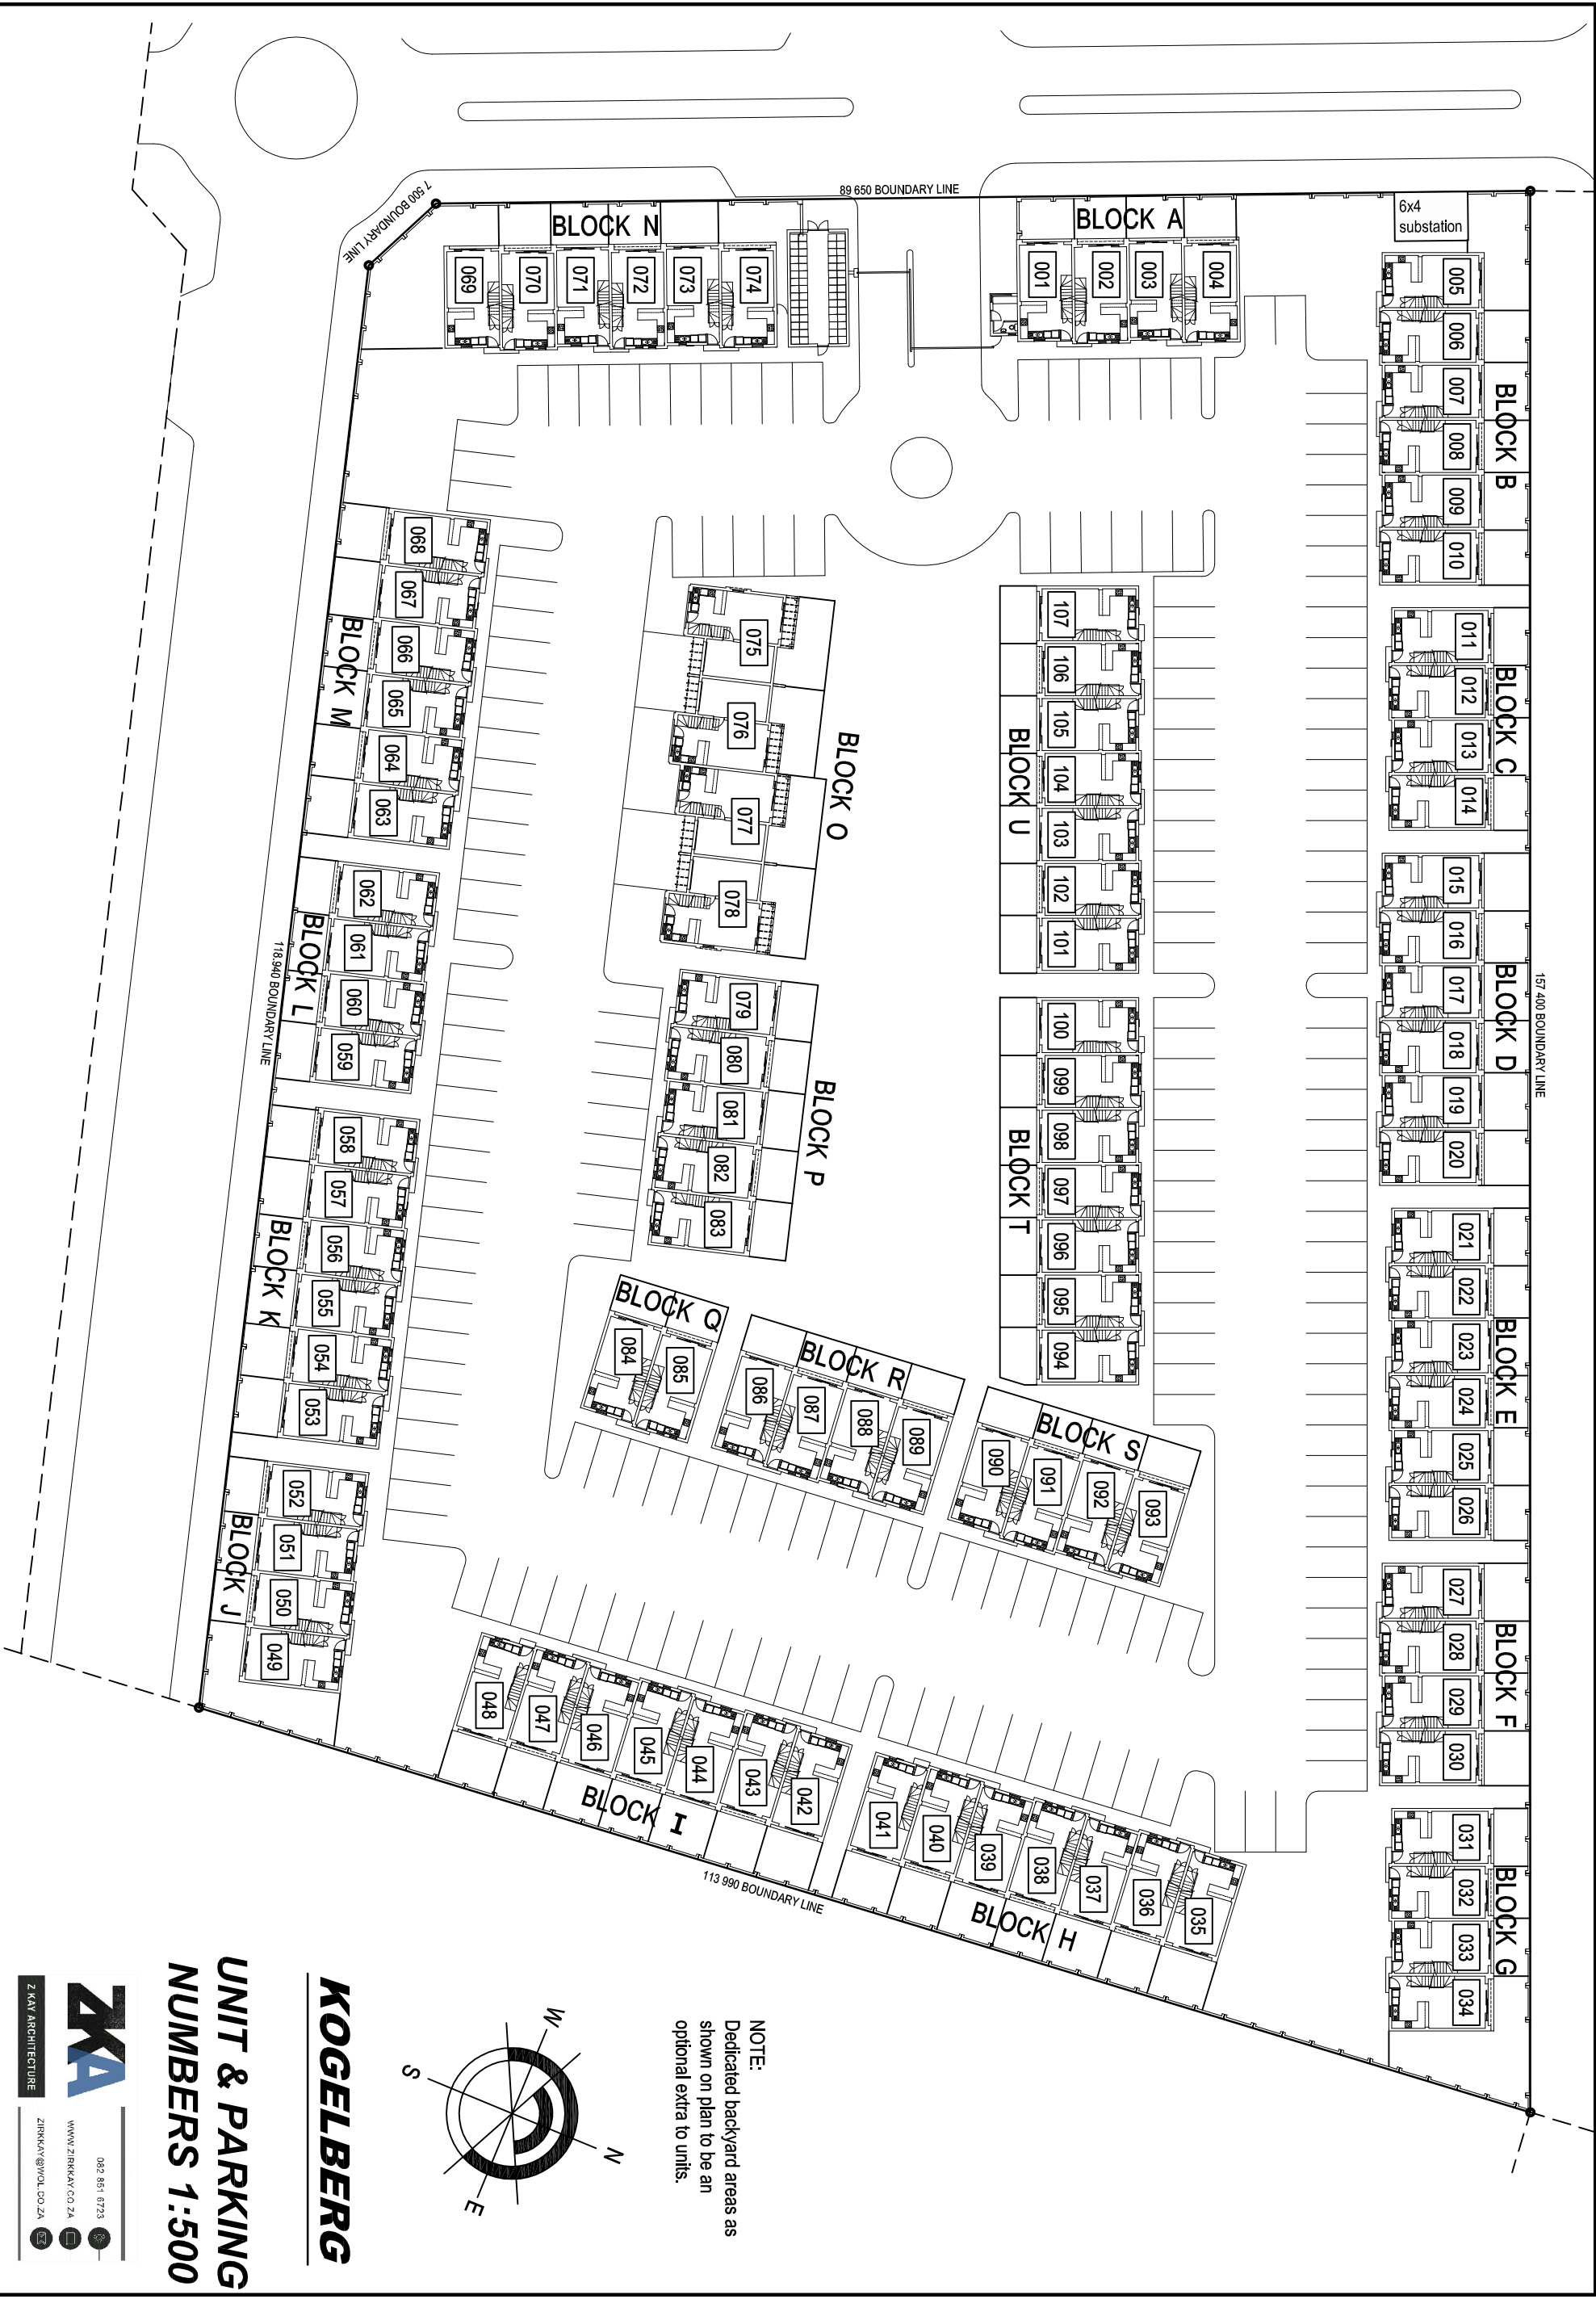 89 650 BOUNDARY LINE
7 500 BOUNDARY LINE
6x4
substation
BLOCK N
069
070
071
072
073
074
BLOCK A
001
002
003
004
BLOCK B
005
006
007
008
009
010
BLOCK C
011
012
013
014
BLOCK D
015
016
017
018
019
020
157 400 BOUNDARY LINE
BLOCK E
021
022
023
024
025
026
BLOCK F
027
028
029
030
BLOCK G
031
032
033
034
BLOCK U
107
106
105
104
103
102
101
BLOCK T
100
099
098
097
096
095
094
BLOCK O
075
076
077
078
BLOCK P
079
080
081
082
083
BLOCK Q
084
085
BLOCK R
086
087
088
089
BLOCK S
090
091
092
093
BLOCK M
068
067
066
065
064
063
BLOCK L
062
061
060
059
118.940 BOUNDARY LINE
BLOCK K
058
057
056
055
054
053
BLOCK J
052
051
050
049
BLOCK I
048
047
046
045
044
043
042
BLOCK H
041
040
039
038
037
036
035
113 990 BOUNDARY LINE
NOTE:
Dedicated backyard areas as
shown on plan to be an
optional extra to units.
W
N
S
E
KOGELBERG
UNIT & PARKING
NUMBERS 1:500
ZKA
Z KAY ARCHITECTURE
082 851 6723
WWW.ZIRKKAY.CO.ZA
ZIRKKAY@WOL.CO.ZA